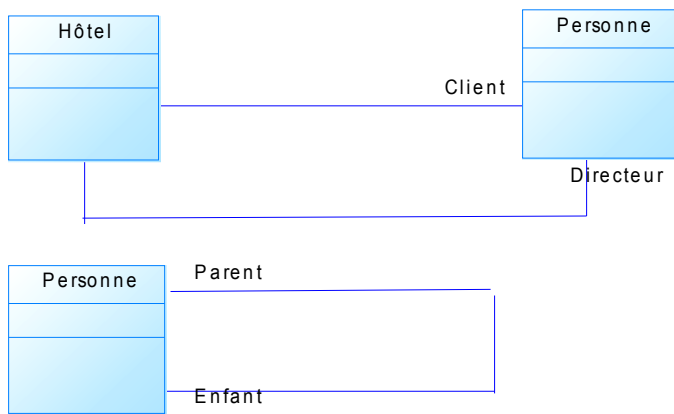 Hôtel
Personne
Client
Directeur
Personne
Parent
Enfant